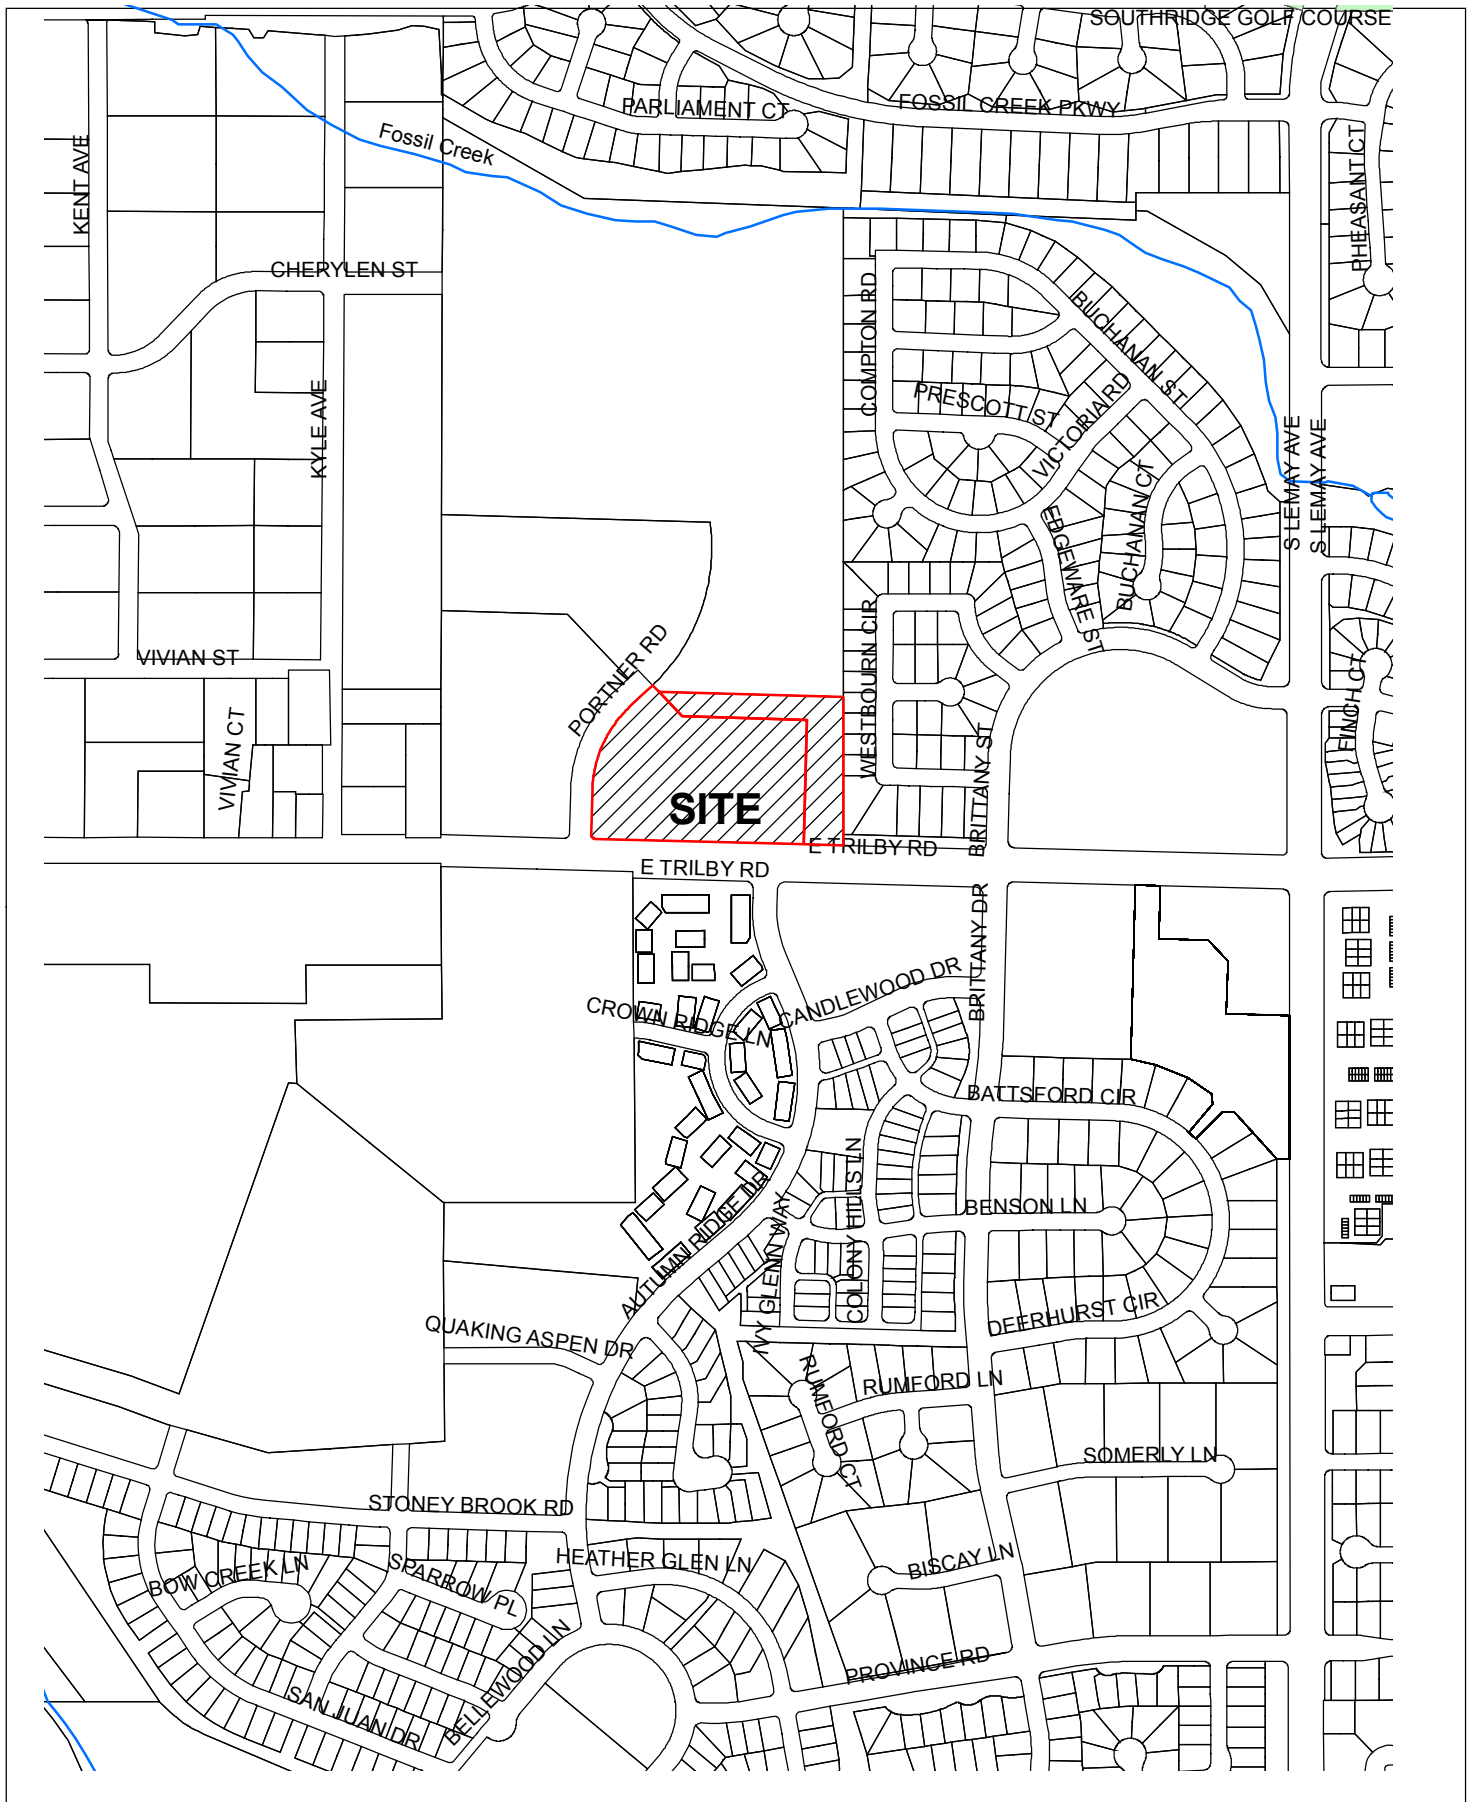 SOUTHRIDGE GOLF COURSE
PARLIAMENT CT
FOSSIL CREEK PKWY
Fossil Creek
KENT AVE
PHEASANT CT
CHERYLEN ST
COMPTON RD
BUCHANAN ST
KYLE AVE
PRESCOTT ST
VICTORIA RD
S LEMAY AVE
S LEMAY AVE
BUCHANAN CT
EDGEWARE ST
VIVIAN ST
PORTNER RD
WESTBOURN CIR
FINCH CT
VIVIAN CT
BRITTANY ST
SITE
E TRILBY RD
E TRILBY RD
BRITTANY DR
CANDLEWOOD DR
CROWN RIDGE LN
BATTSFORD CIR
COLONY HILLS LN
BENSON LN
AUTUMN RIDGE DR
IVY GLENN WAY
DEERHURST CIR
QUAKING ASPEN DR
RUMFORD CT
RUMFORD LN
SOMERLY LN
STONEY BROOK RD
HEATHER GLEN LN
BISCAY LN
BOW CREEK LN
SPARROW PL
BELLEWOOD LN
PROVINCE RD
SAN JUAN DR